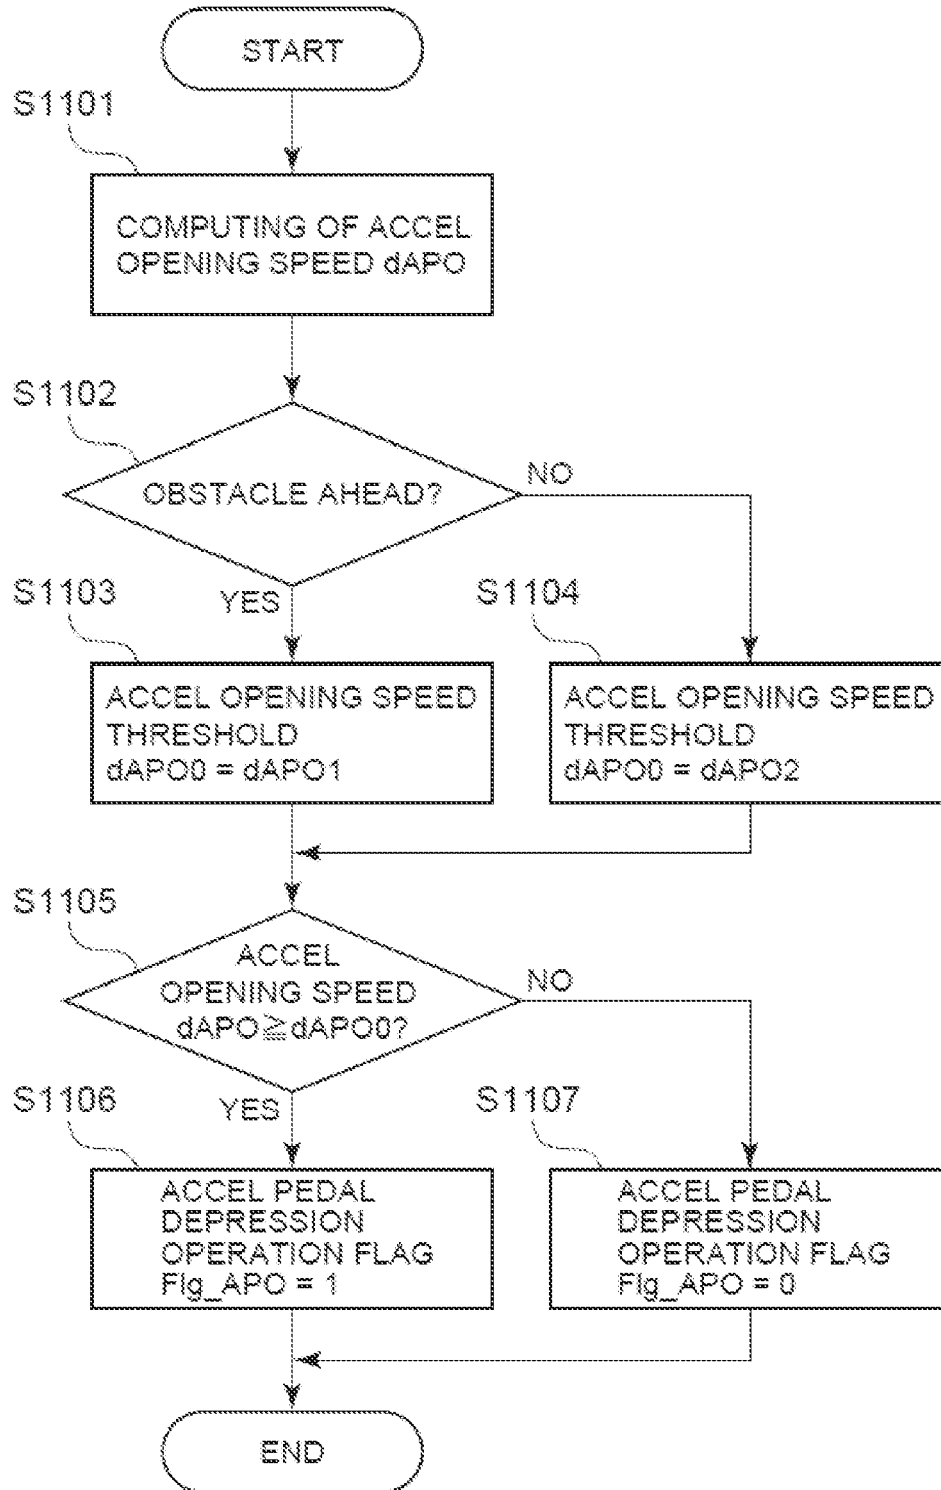 START
S1101
COMPUTING OF ACCEL
OPENING SPEED dAPO
S1102
OBSTACLE AHEAD?
NO
YES
S1103
ACCEL OPENING SPEED
THRESHOLD
dAPO0 = dAPO1
S1104
ACCEL OPENING SPEED
THRESHOLD
dAPO0 = dAPO2
S1105
ACCEL
OPENING SPEED
dAPO≧dAPO0?
NO
YES
S1106
ACCEL PEDAL
DEPRESSION
OPERATION FLAG
Flg_APO = 1
S1107
ACCEL PEDAL
DEPRESSION
OPERATION FLAG
Flg_APO = 0
END